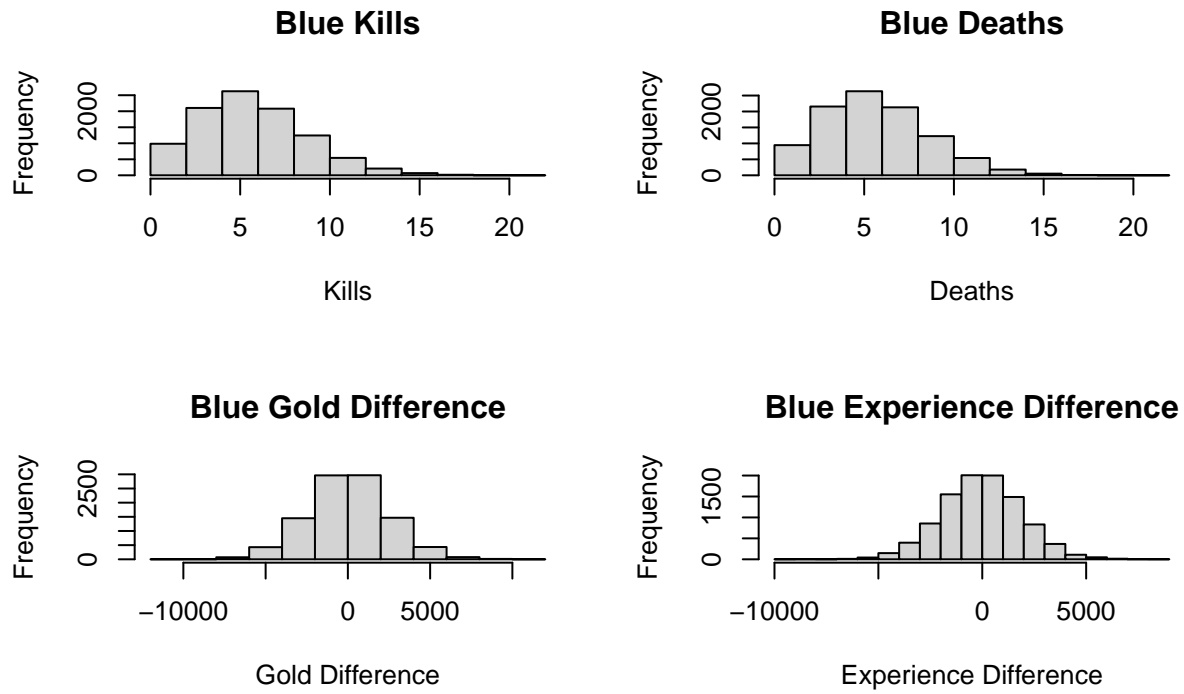 Blue Kills
Frequency
0
2000
0
5
10
15
20
Kills
Blue Deaths
Frequency
0
2000
0
5
10
15
20
Deaths
Blue Gold Difference
Frequency
0
2500
−10000
0
5000
Gold Difference
Blue Experience Difference
Frequency
0
1500
−10000
0
5000
Experience Difference